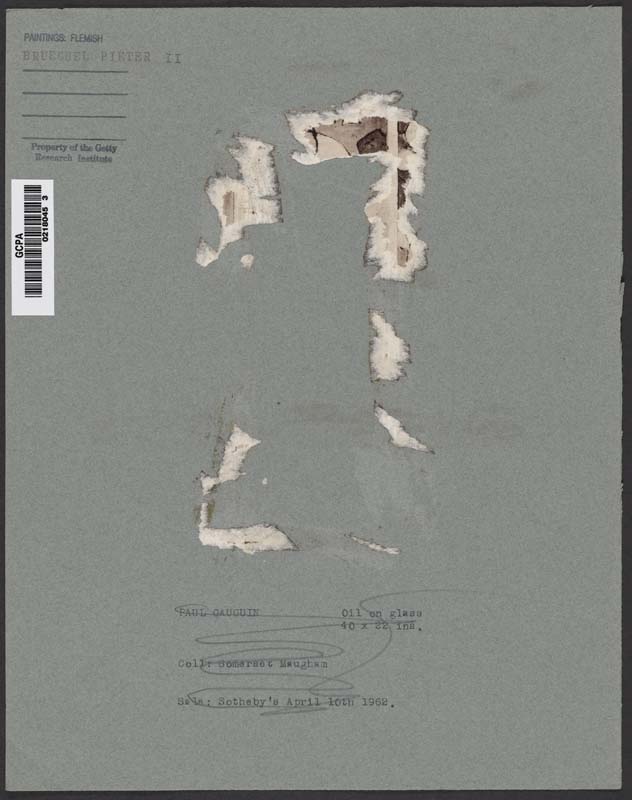 PAINTINGS: FLEMISH
BRUEGHEL PIETER II
Property of the Getty
Research Institute
GCPA
0218045 3
PAUL GAUGUIN Oil on glass
40 x 22 ins.
Coll: Somerset Maugham
Sale: Sotheby's April 10th 1962.